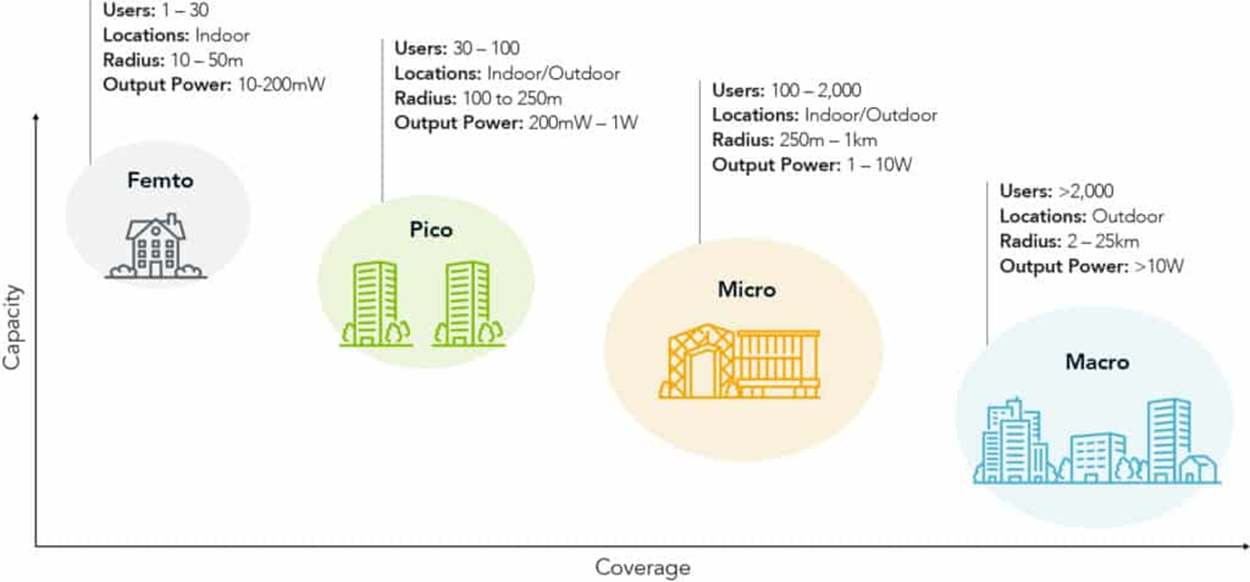 Users: 1 – 30
Locations: Indoor
Radius: 10 – 50m
Output Power: 10-200mW
Femto
Users: 30 – 100
Locations: Indoor/Outdoor
Radius: 100 to 250m
Output Power: 200mW – 1W
Pico
Users: 100 – 2,000
Locations: Indoor/Outdoor
Radius: 250m – 1km
Output Power: 1 – 10W
Micro
Users: >2,000
Locations: Outdoor
Radius: 2 – 25km
Output Power: >10W
Macro
Capacity
Coverage